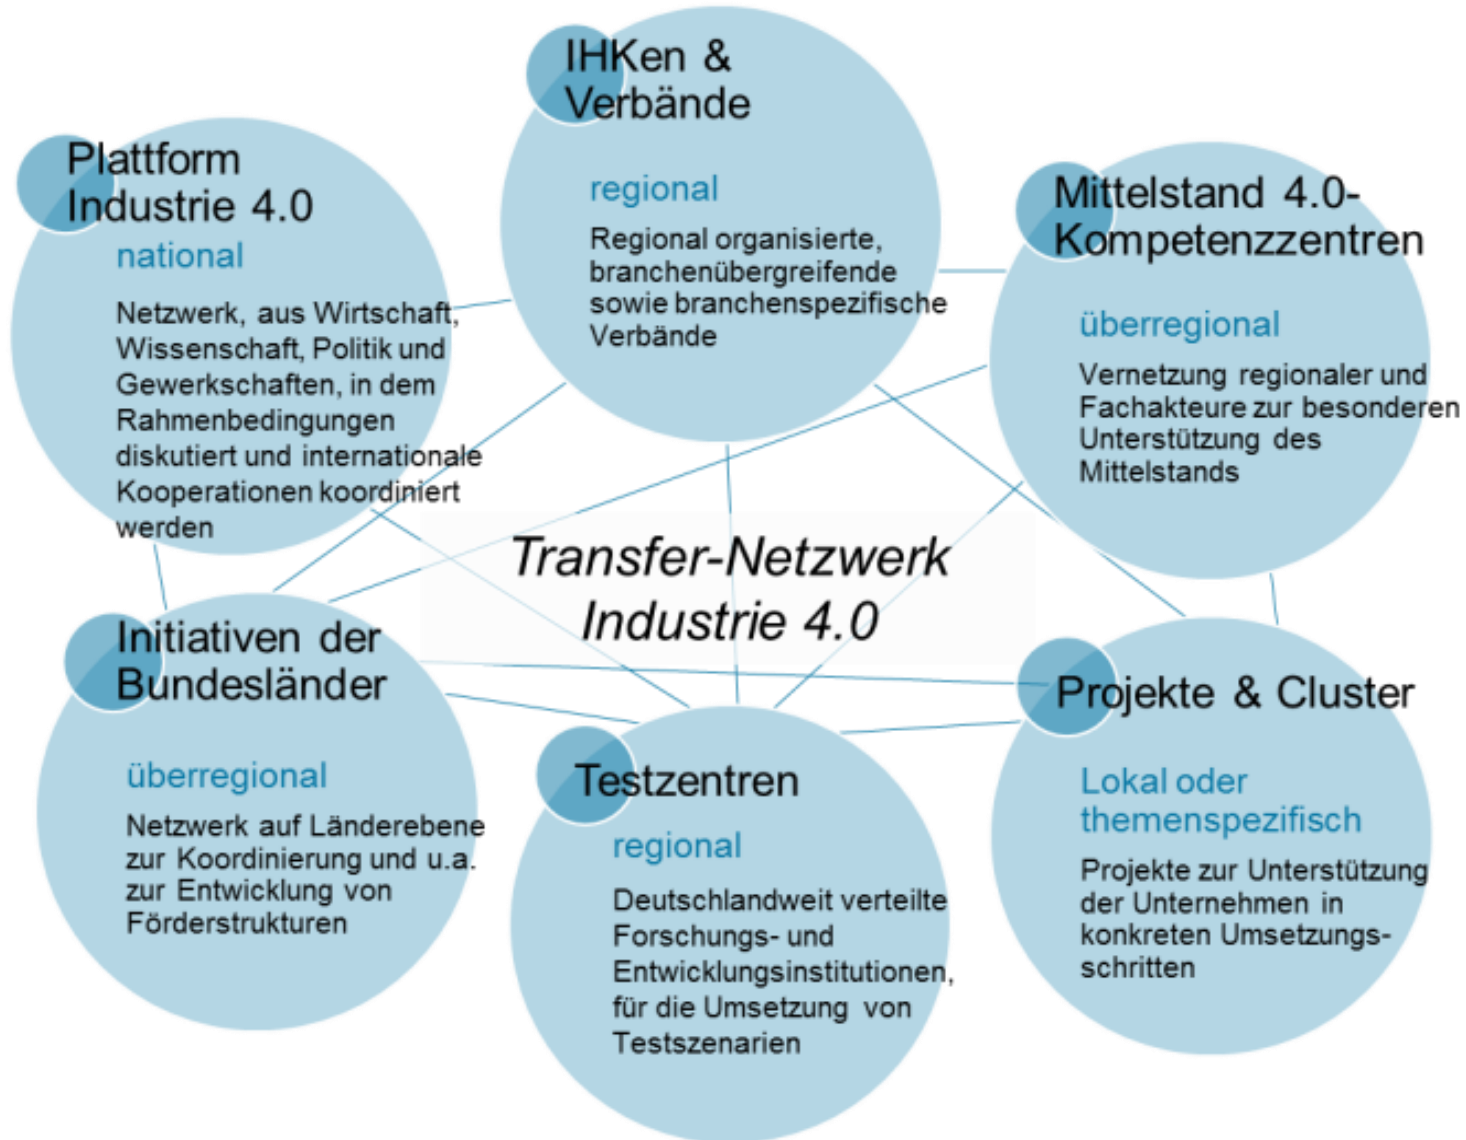 IHKen &
Verbände
regional
Regional organisierte,
branchenübergreifende
sowie branchenspezifische
Verbände
Plattform
Industrie 4.0
national
Netzwerk, aus Wirtschaft,
Wissenschaft, Politik und
Gewerkschaften, in dem
Rahmenbedingungen
diskutiert und internationale
Kooperationen koordiniert
werden
Mittelstand 4.0-
Kompetenzzentren
überregional
Vernetzung regionaler und
Fachakteure zur besonderen
Unterstützung des
Mittelstands
Transfer-Netzwerk
Industrie 4.0
Initiativen der
Bundesländer
überregional
Netzwerk auf Länderebene
zur Koordinierung und u.a.
zur Entwicklung von
Förderstrukturen
Testzentren
regional
Deutschlandweit verteilte
Forschungs- und
Entwicklungsinstitutionen,
für die Umsetzung von
Testszenarien
Projekte & Cluster
Lokal oder
themenspezifisch
Projekte zur Unterstützung
der Unternehmen in
konkreten Umsetzungs-
schritten